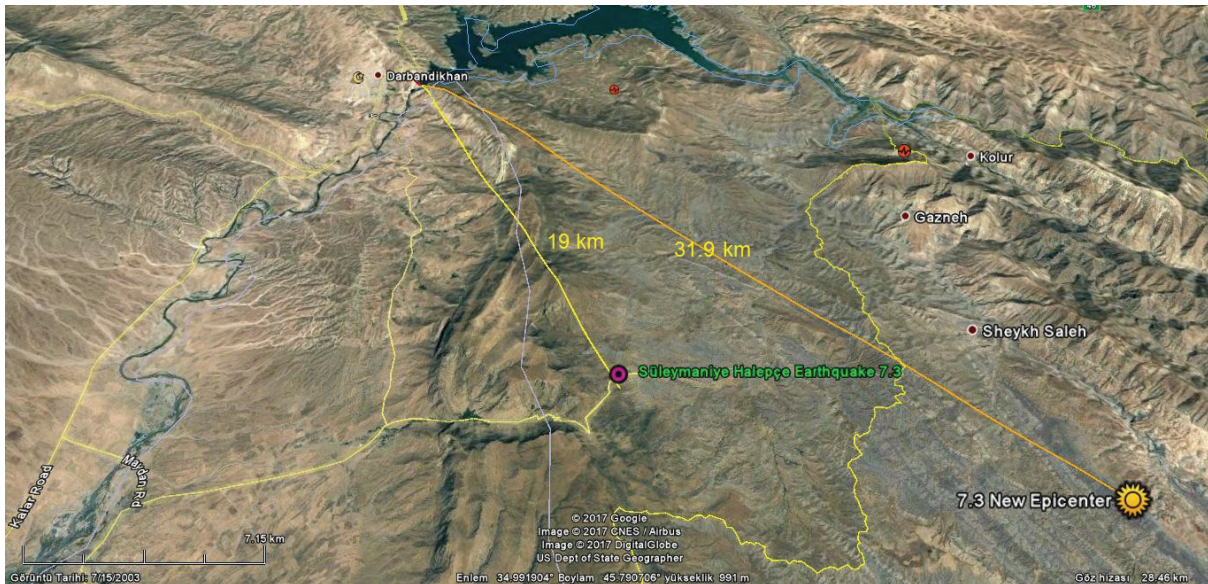 Darbandikhan
Kolur
Gazneh
19 km
31.9 km
Sheykh Saleh
Süleymaniye Halepçe Earthquake 7.3
Mardan Rd
Kalar Road
7.3 New Epicenter
© 2017 Google
Image © 2017 CNES / Airbus
Image © 2017 DigitalGlobe
US Dept of State Geographer
7.15 km
Görüntü Tarihi: 7/15/2003
Enlem 34.991904° Boylam 45.790706° yükseklik 991 m
Göz hizası 28.46 km